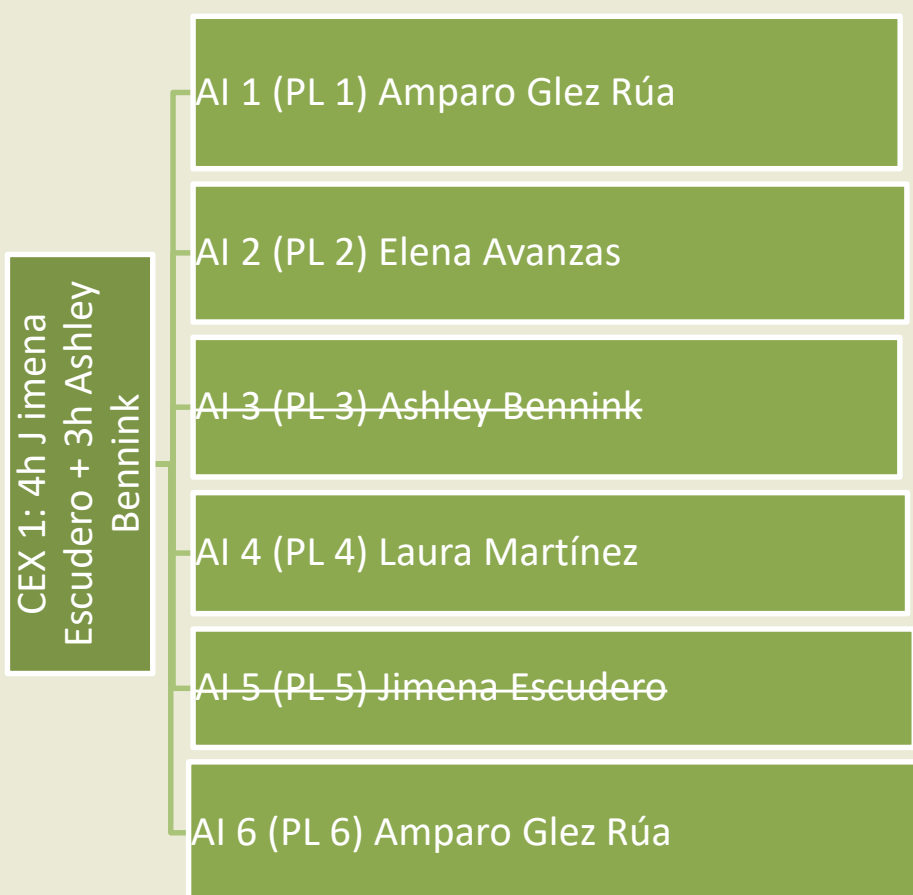 CEX 1: 4h J imena
Escudero + 3h Ashley
Bennink
AI 1 (PL 1) Amparo Glez Rúa
AI 2 (PL 2) Elena Avanzas
AI 3 (PL 3) Ashley Bennink
AI 4 (PL 4) Laura Martínez
AI 5 (PL 5) Jimena Escudero
AI 6 (PL 6) Amparo Glez Rúa